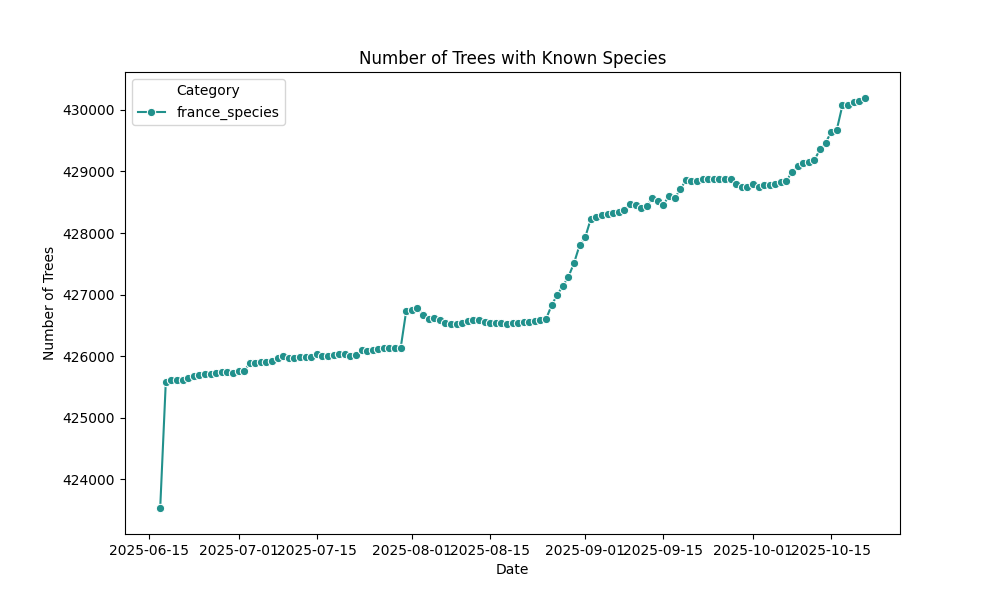 Number of Trees with Known Species
Category
france_species
430000
429000
428000
427000
426000
425000
424000
Number of Trees
2025-06-15 2025-07-01 2025-07-15 2025-08-01 2025-08-15 2025-09-01 2025-09-15 2025-10-01 2025-10-15
Date